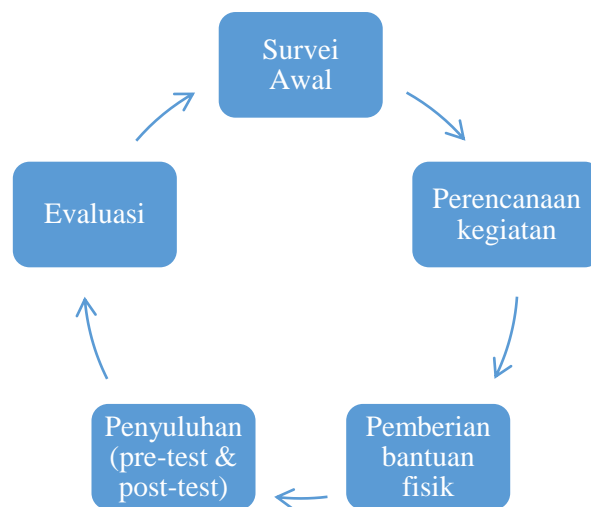 Survei
Awal
Perencanaan
kegiatan
Pemberian
bantuan
fisik
Penyuluhan
(pre-test &
post-test)
Evaluasi